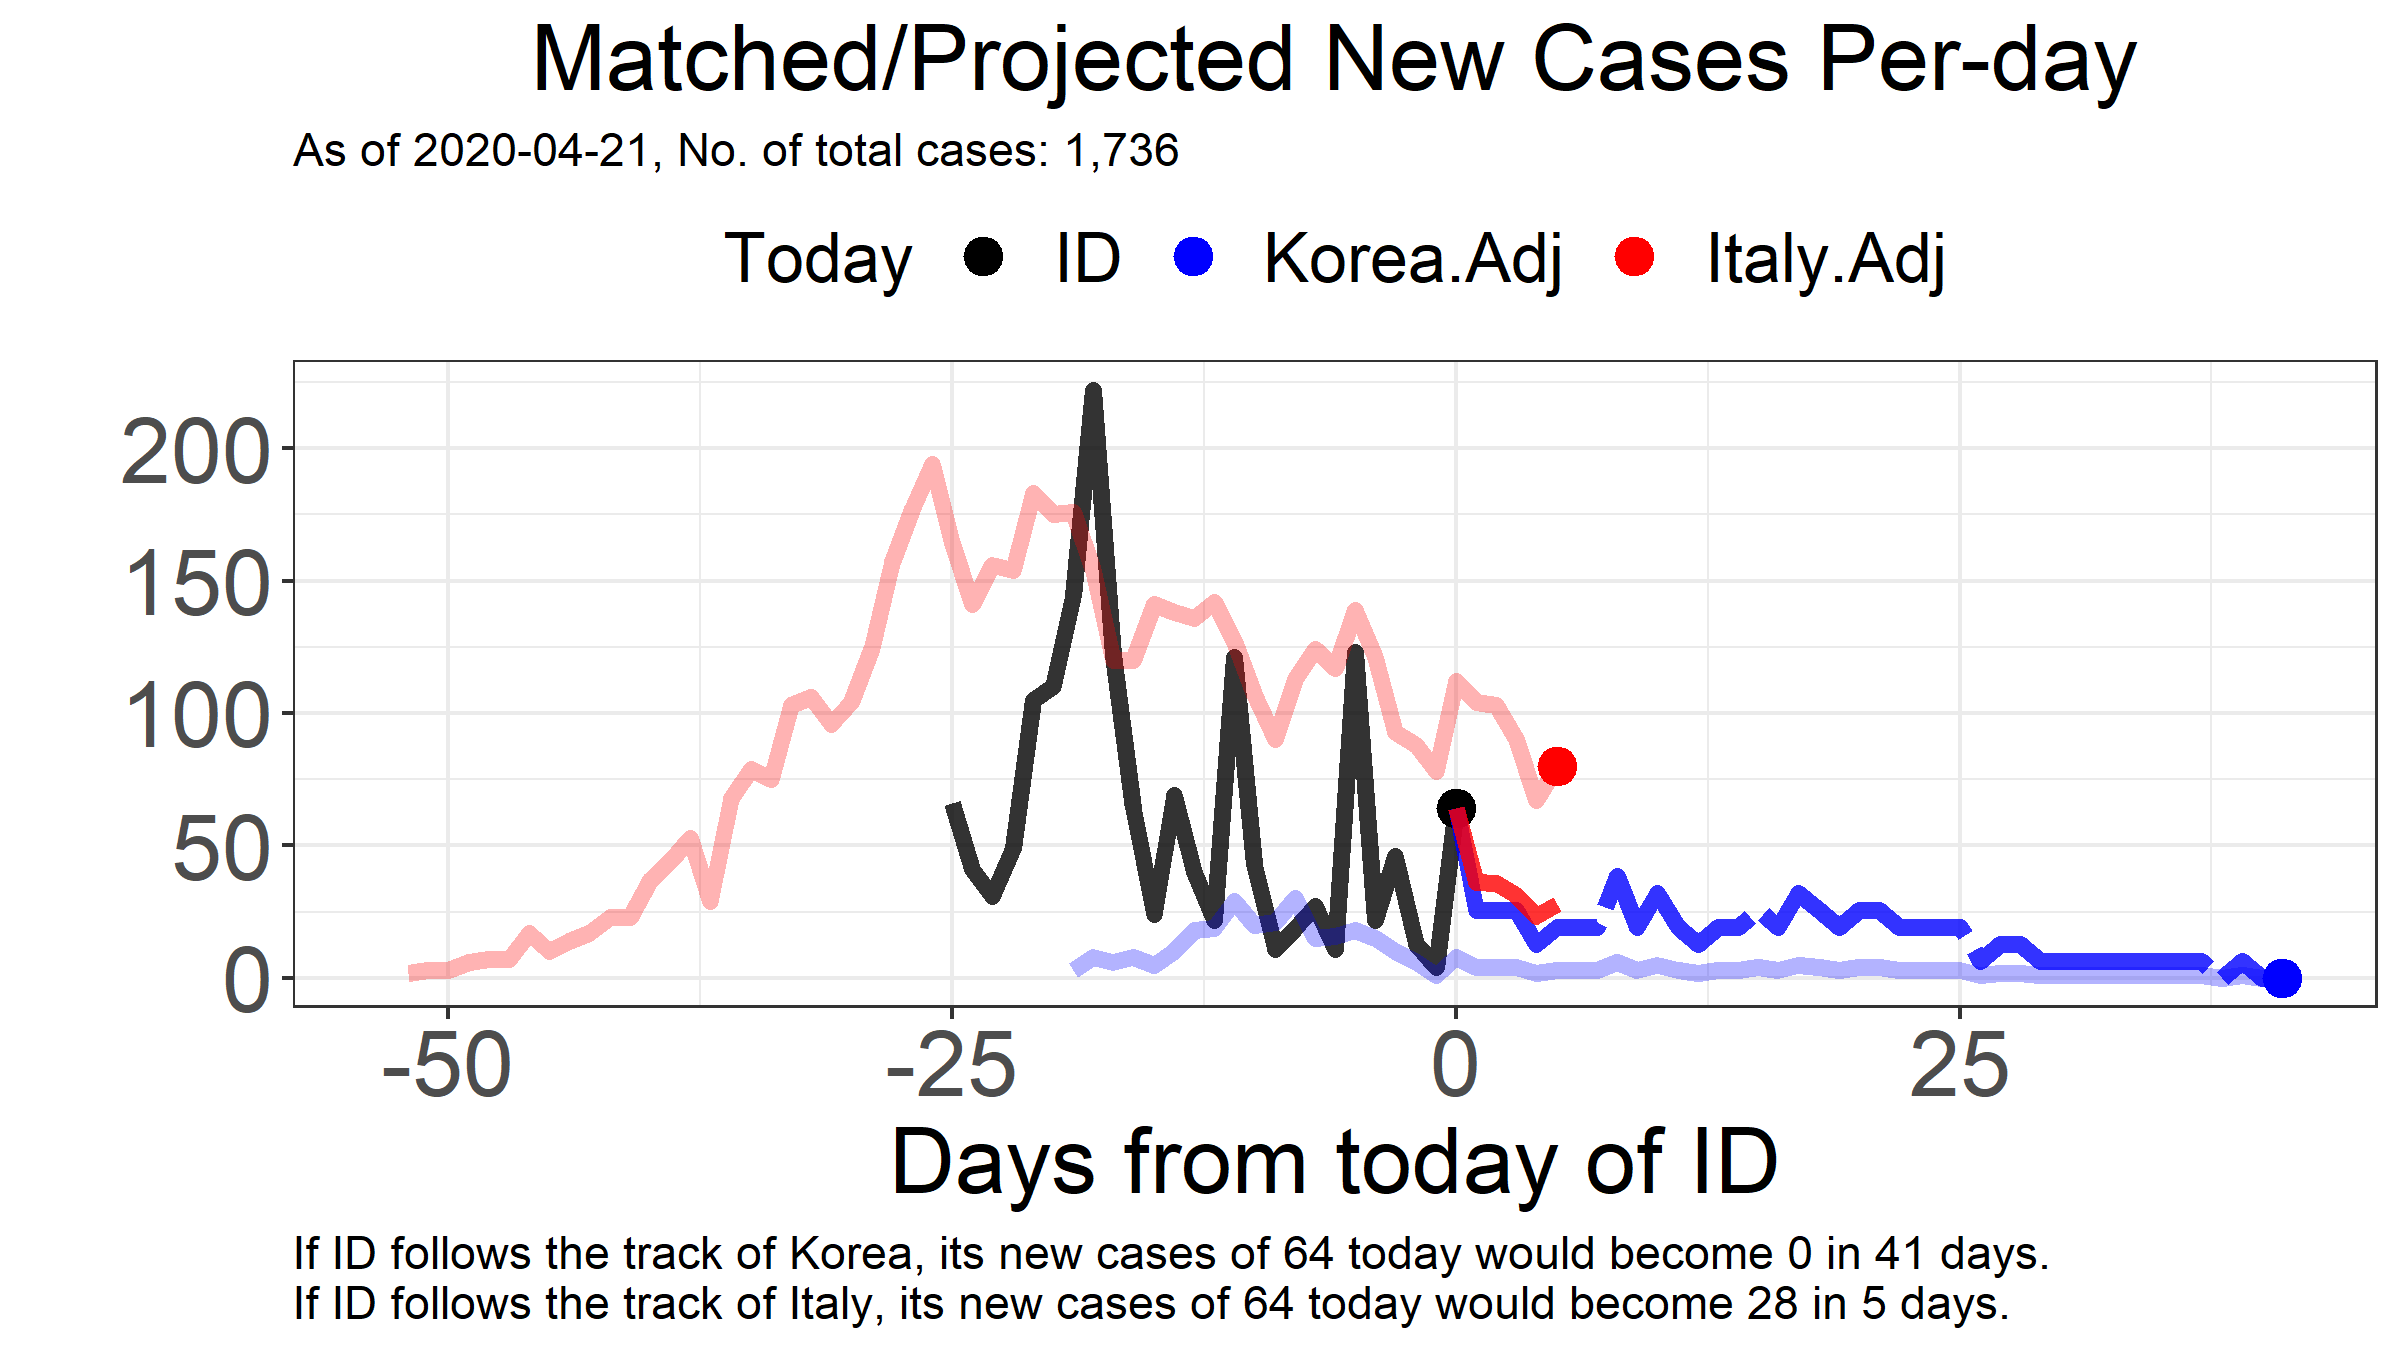 Matched/Projected New Cases Per-day
As of 2020-04-21, No. of total cases: 1,736
Today ID Korea.Adj Italy.Adj
200
150
100
50
0
-50 -25 0 25
Days from today of ID
If ID follows the track of Korea, its new cases of 64 today would become 0 in 41 days.
If ID follows the track of Italy, its new cases of 64 today would become 28 in 5 days.